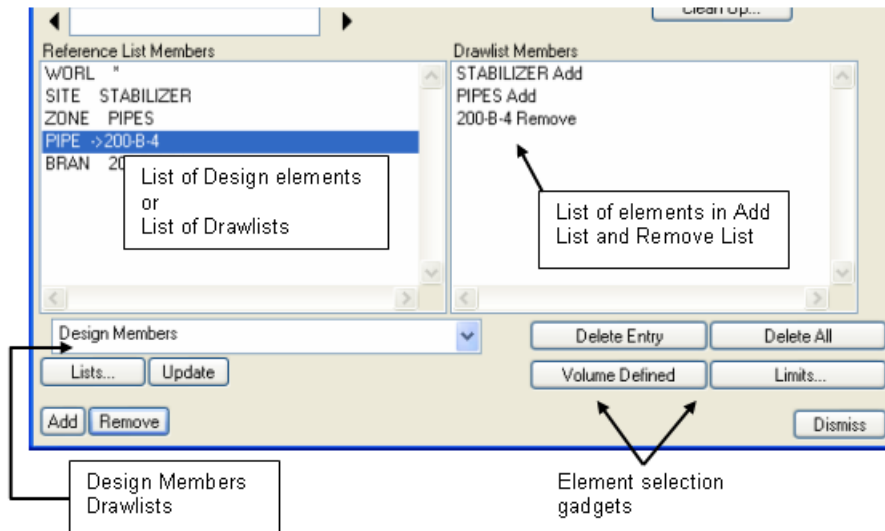 Clean Up...
Reference List Members
Drawlist Members
WORL *
SITE STABILIZER
ZONE PIPES
PIPE ->200-B-4
BRAN 20
STABILIZER Add
PIPES Add
200-B-4 Remove
List of Design elements
or
List of Drawlists
List of elements in Add
List and Remove List
Design Members
Delete Entry
Delete All
Lists...
Update
Volume Defined
Limits...
Add
Remove
Dismiss
Design Members
Drawlists
Element selection
gadgets